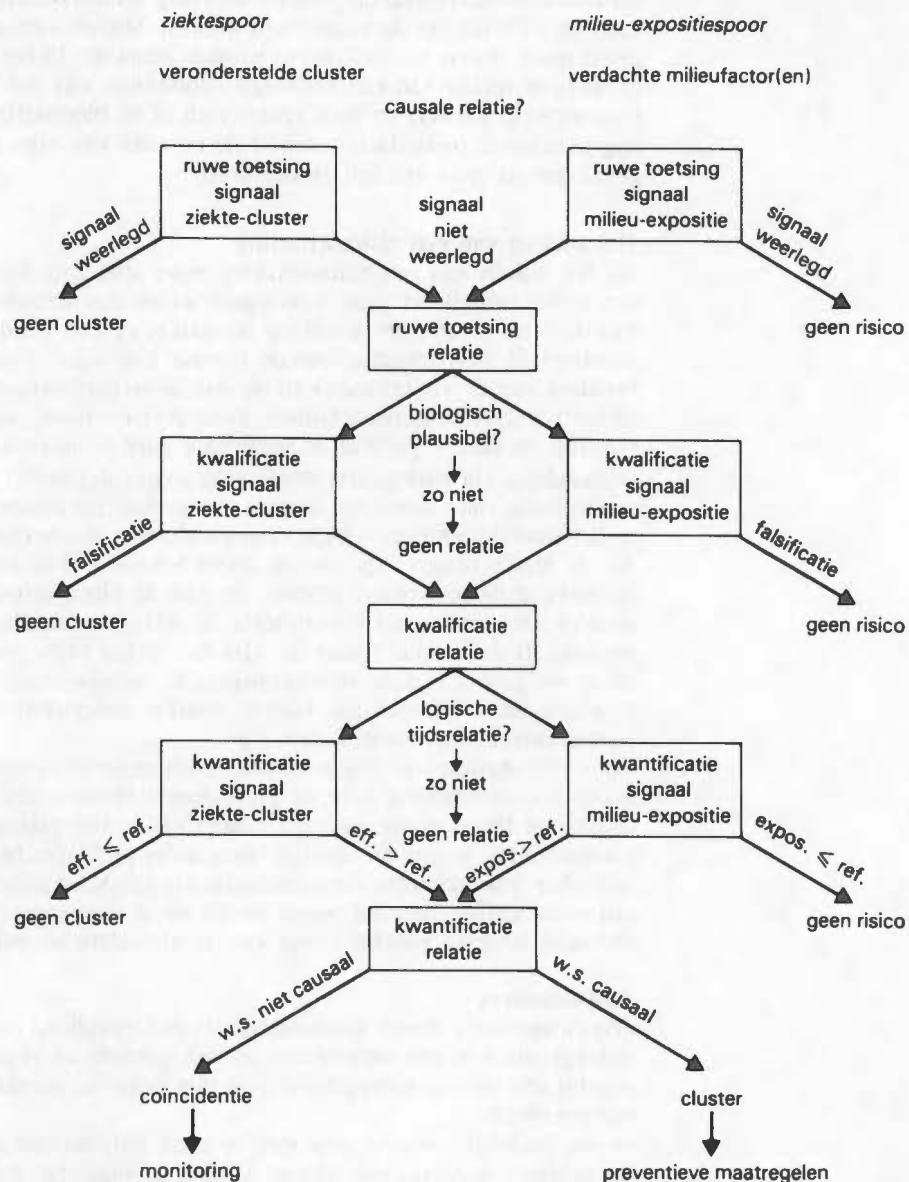 ziektespoor
milieu-expositiespoor
veronderstelde cluster
verdachte milieufactor(en)
causale relatie?
ruwe toetsing
signaal
ziekte-cluster
ruwe toetsing
signaal
milieu-expositie
signaal
weerlegd
signaal
niet
weerlegd
signaal
weerlegd
geen cluster
geen risico
ruwe toetsing
relatie
biologisch
plausibel?
kwalificatie
signaal
ziekte-cluster
zo niet
geen relatie
kwalificatie
signaal
milieu-expositie
falsificatie
falsificatie
geen cluster
geen risico
kwalificatie
relatie
logische
tijdsrelatie?
kwantificatie
signaal
ziekte-cluster
zo niet
geen relatie
kwantificatie
signaal
milieu-expositie
eff. ≤ ref.
eff. ≤ ref.
expos. > ref.
expos. ≤ ref.
geen cluster
geen risico
kwantificatie
relatie
w.s. niet causaal
w.s. causaal
coïncidentie
cluster
monitoring
preventieve maatregelen